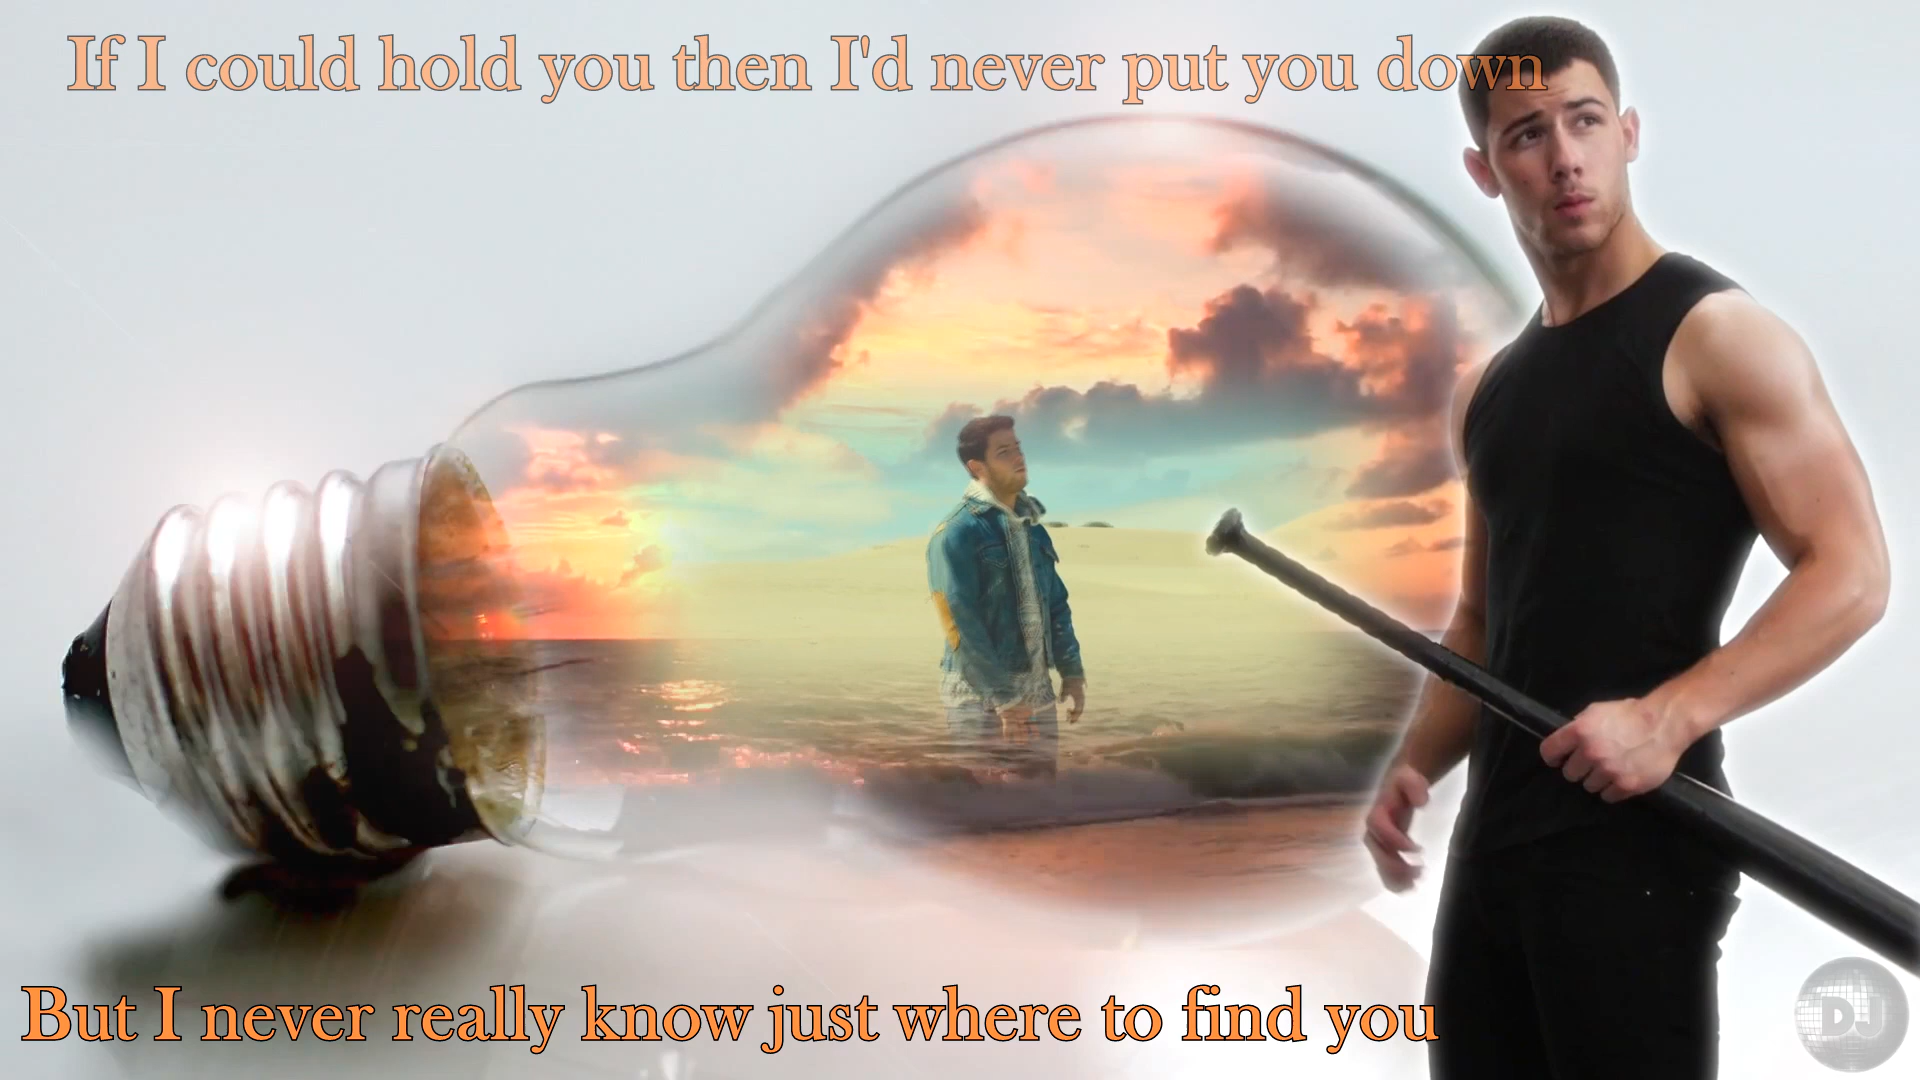 If I could hold you then I'd never put you down
But I never really know just where to find you
DJ